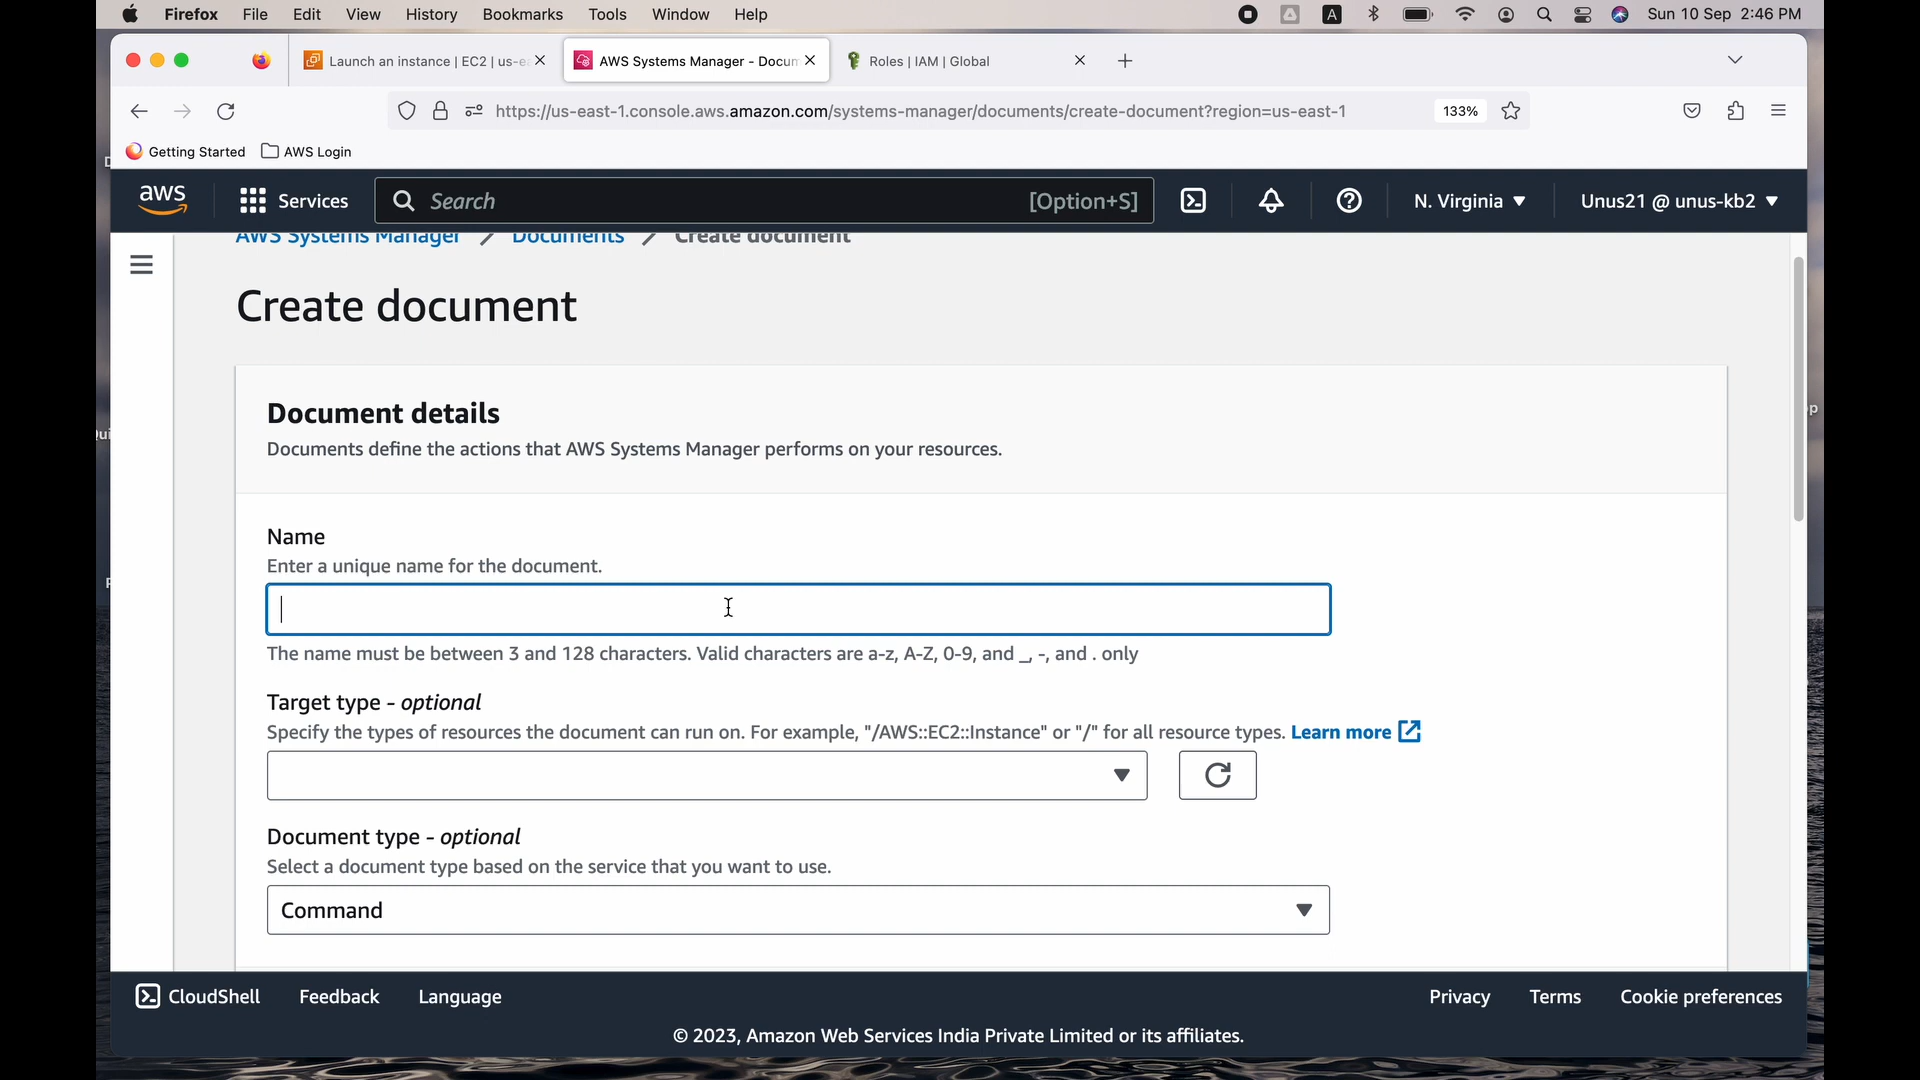 Firefox File Edit View History Bookmarks Tools Window Help A Sun 10 Sep 2:46 PM
Launch an instance | EC2 | us-ea AWS Systems Manager - Docum Roles | IAM | Global
https://us-east-1.console.aws.amazon.com/systems-manager/documents/create-document?region=us-east-1 133%
Getting Started AWS Login
aws Services Search [Option+S] N. Virginia Unus21 @ unus-kb2
AWS Systems Manager / Documents / Create document
Create document
Document details
Documents define the actions that AWS Systems Manager performs on your resources.
Name
Enter a unique name for the document.
The name must be between 3 and 128 characters. Valid characters are a-z, A-Z, 0-9, and _, -, and . only
Target type - optional
Specify the types of resources the document can run on. For example, "/AWS::EC2::Instance" or "/" for all resource types. Learn more
Document type - optional
Select a document type based on the service that you want to use.
Command
CloudShell Feedback Language Privacy Terms Cookie preferences
© 2023, Amazon Web Services India Private Limited or its affiliates.